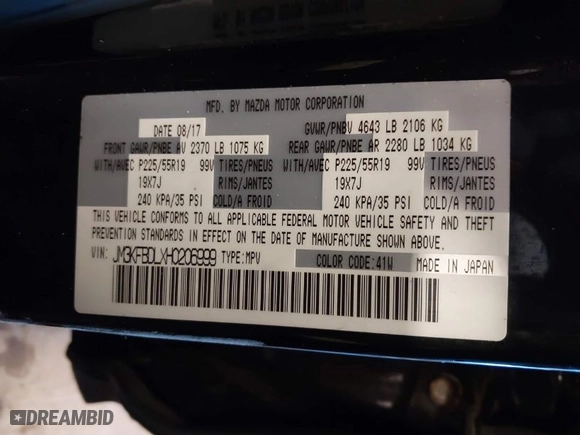 MFD. BY MAZDA MOTOR CORPORATION
DATE 08/17 GVWR/PNBV 4643 LB 2106 KG
FRONT GAWR/PNBE AV 2370 LB 1075 KG REAR GAWR/PNBE AR 2280 LB 1034 KG
WITH/AVEC P225/55R19 99V TIRES/PNEUS WITH/AVEC P225/55R19 99V TIRES/PNEUS
19X7J RIMS/JANTES 19X7J RIMS/JANTES
240 KPA/35 PSI COLD/A FROID 240 KPA/35 PSI COLD/A FROID
THIS VEHICLE CONFORMS TO ALL APPLICABLE FEDERAL MOTOR VEHICLE SAFETY AND THEFT
PREVENTION STANDARDS IN EFFECT ON THE DATE OF MANUFACTURE SHOWN ABOVE.
VIN: JM3KFBDLXH0206999 TYPE:MPV COLOR CODE:41W MADE IN JAPAN
DREAMBID